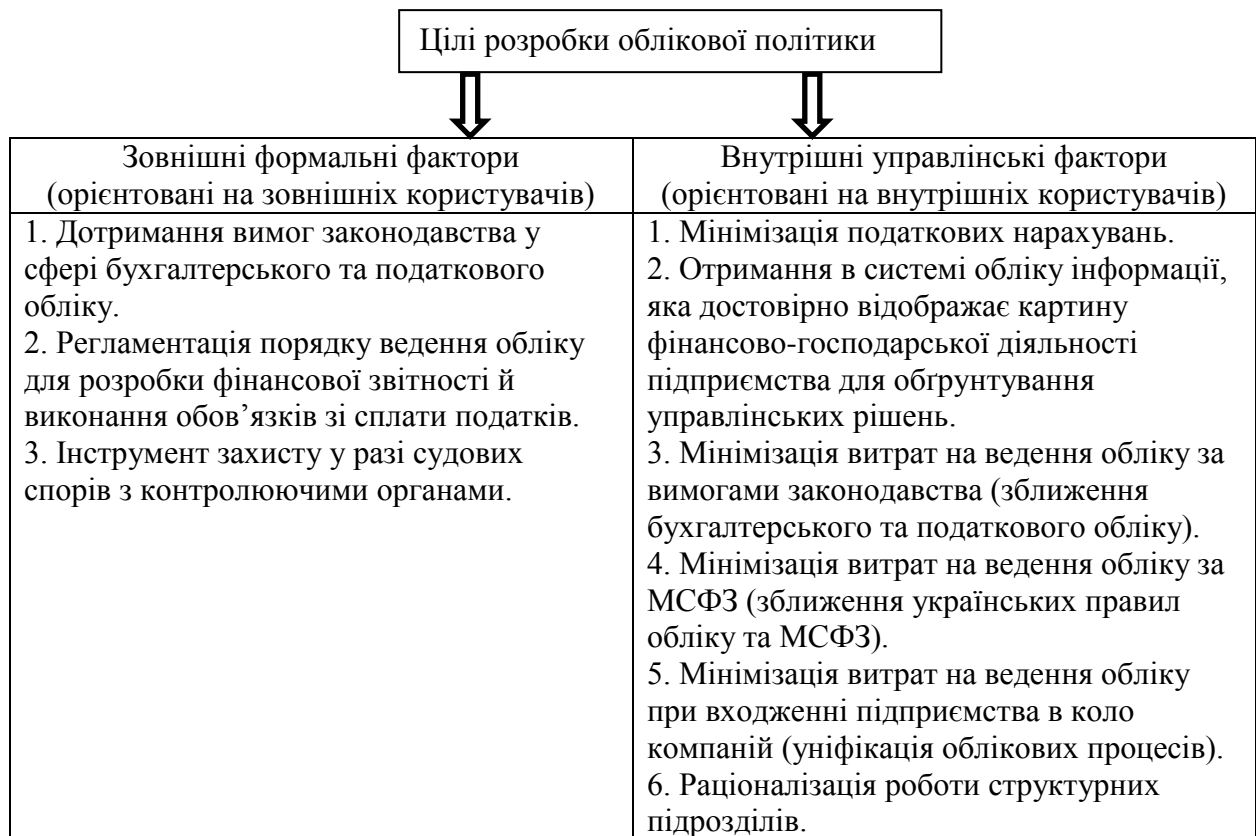 Цілі розробки облікової політики
Зовнішні формальні фактори
(орієнтовані на зовнішніх користувачів)
1. Дотримання вимог законодавства у
сфері бухгалтерського та податкового
обліку.
2. Регламентація порядку ведення обліку
для розробки фінансової звітності й
виконання обов’язків зі сплати податків.
3. Інструмент захисту у разі судових
спорів з контролюючими органами.
Внутрішні управлінські фактори
(орієнтовані на внутрішніх користувачів)
1. Мінімізація податкових нарахувань.
2. Отримання в системі обліку інформації,
яка достовірно відображає картину
фінансово-господарської діяльності
підприємства для обґрунтування
управлінських рішень.
3. Мінімізація витрат на ведення обліку за
вимогами законодавства (зближення
бухгалтерського та податкового обліку).
4. Мінімізація витрат на ведення обліку за
МСФЗ (зближення українських правил
обліку та МСФЗ).
5. Мінімізація витрат на ведення обліку
при входженні підприємства в коло
компаній (уніфікація облікових процесів).
6. Раціоналізація роботи структурних
підрозділів.